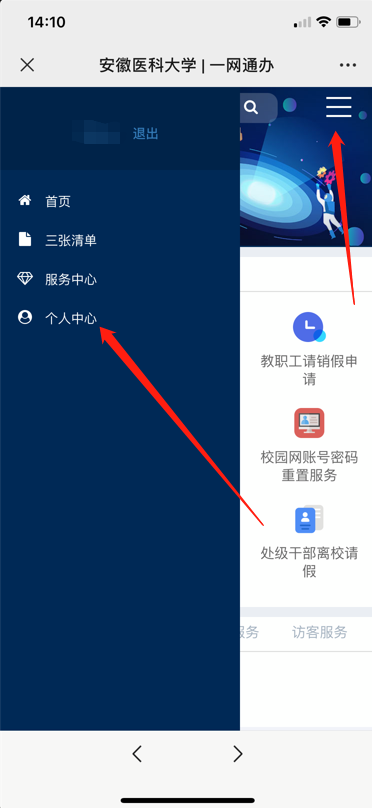 14:10
安徽医科大学 | 一网通办
退出
首页
三张清单
服务中心
个人中心
教职工请销假申
请
校园网账号密码
重置服务
处级干部离校请
假
服务
访客服务